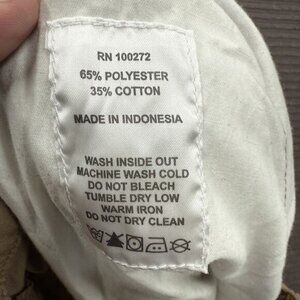 RN 100272
65% POLYESTER
35% COTTON
MADE IN INDONESIA
WASH INSIDE OUT
MACHINE WASH COLD
DO NOT BLEACH
TUMBLE DRY LOW
WARM IRON
DO NOT DRY CLEAN